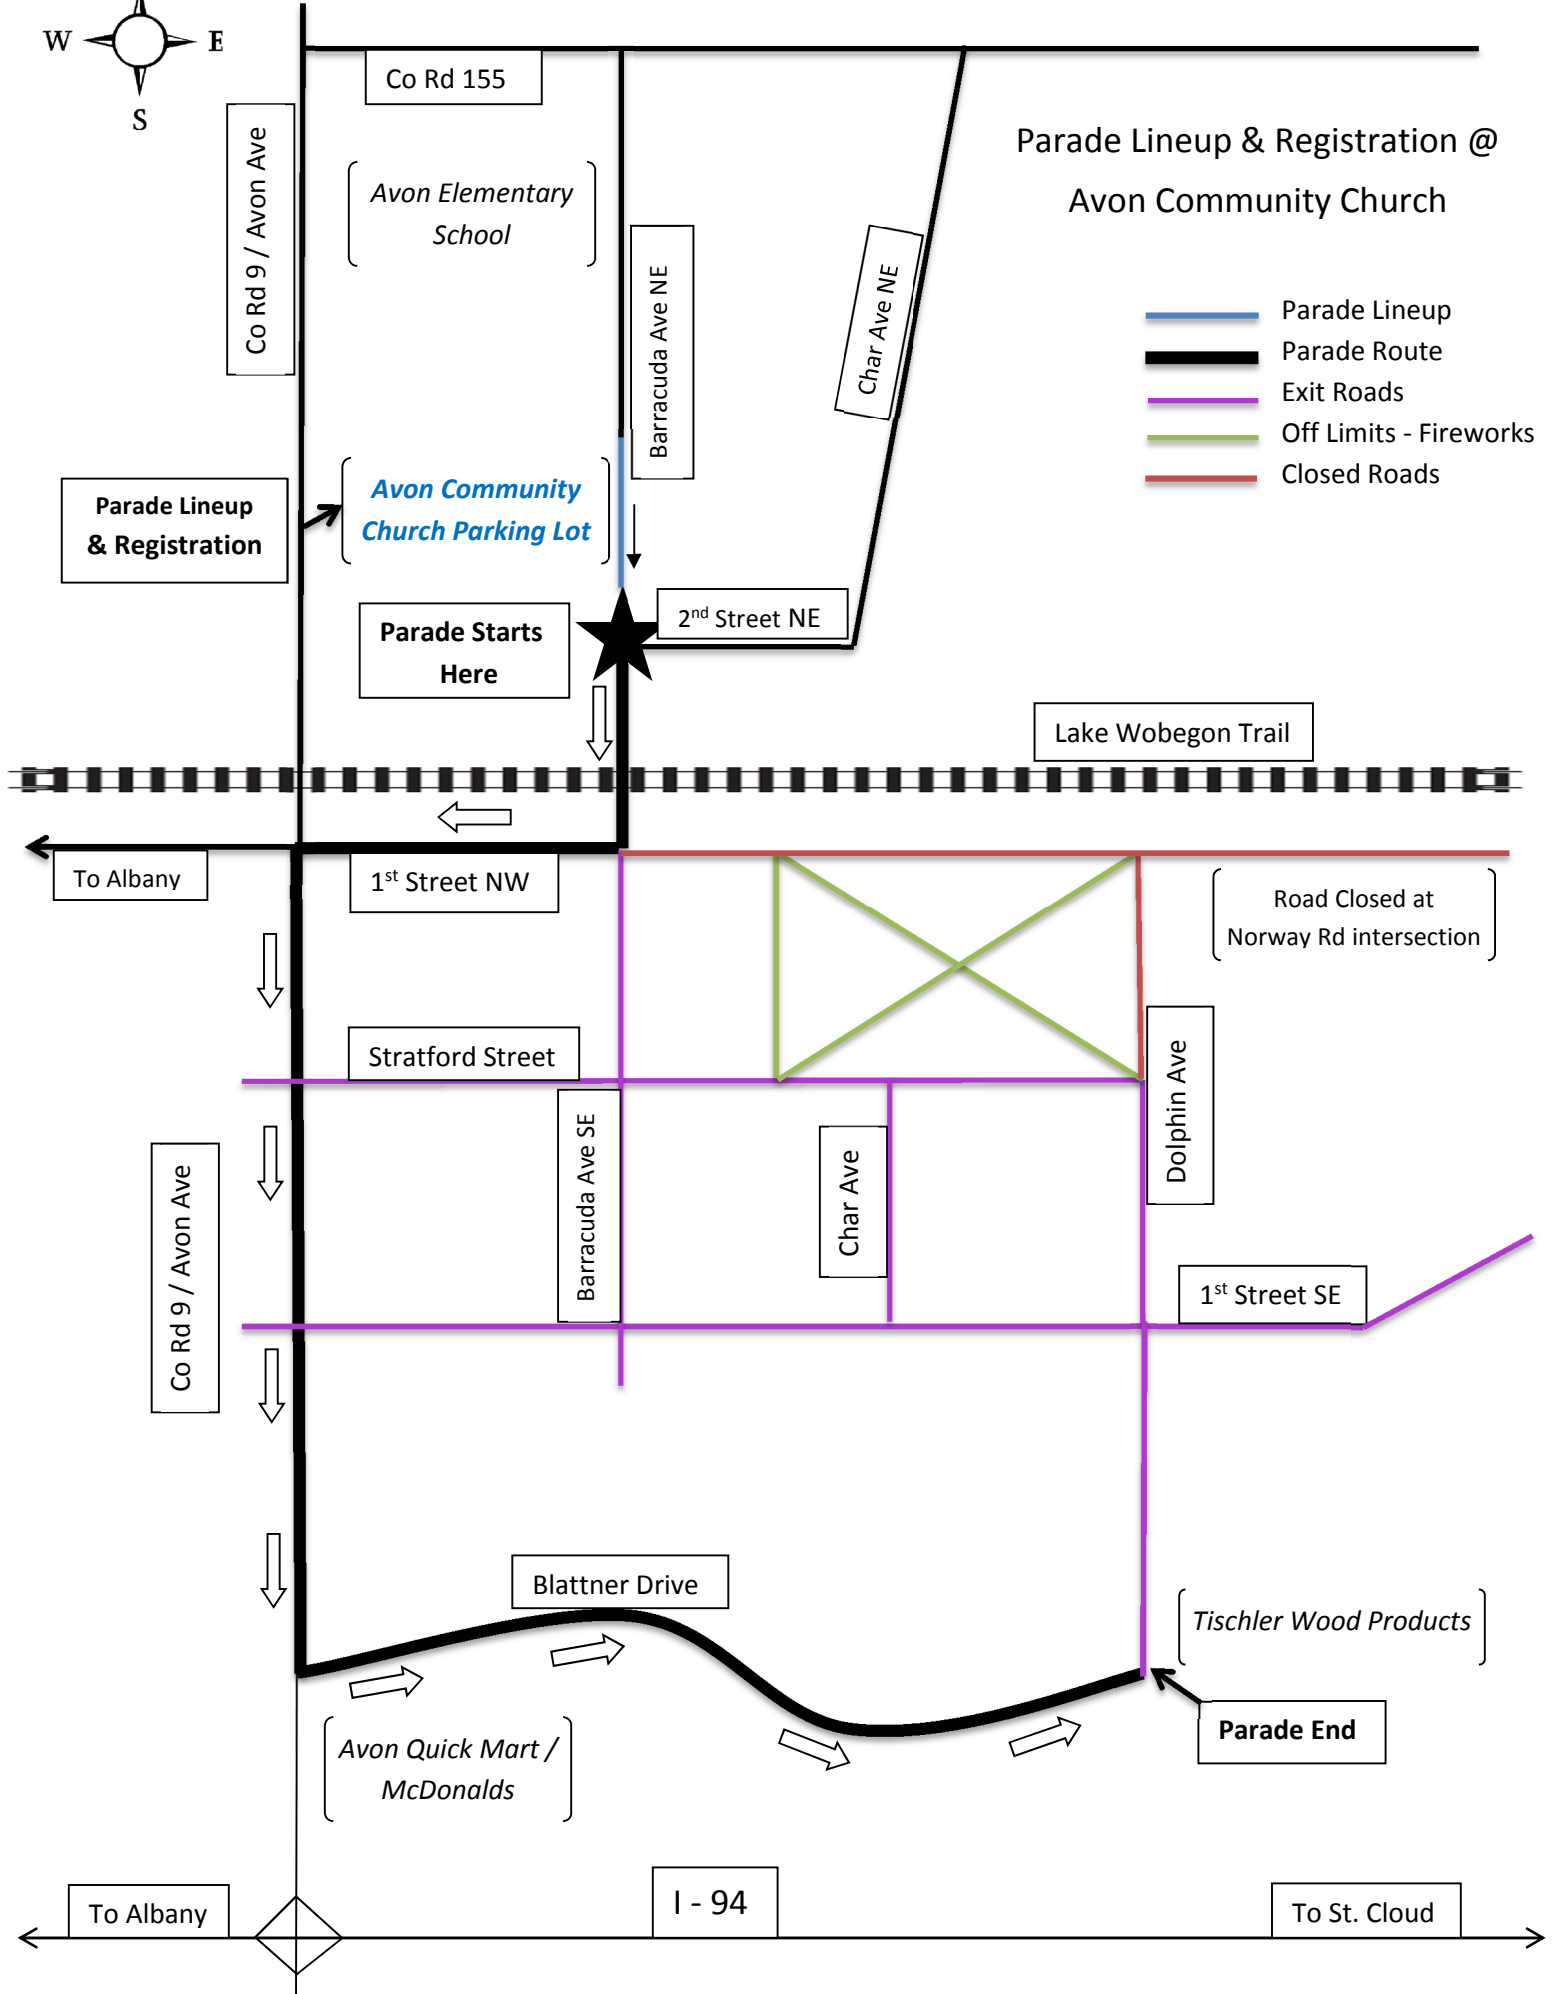 W
E
S
Co Rd 155
Co Rd 9 / Avon Ave
Avon Elementary
School
Barracuda Ave NE
Char Ave NE
Parade Lineup & Registration @
Avon Community Church
Parade Lineup
Parade Route
Exit Roads
Off Limits - Fireworks
Closed Roads
Parade Lineup
& Registration
Avon Community
Church Parking Lot
Parade Starts
Here
2nd Street NE
Lake Wobegon Trail
To Albany
1st Street NW
Road Closed at
Norway Rd intersection
Stratford Street
Barracuda Ave SE
Char Ave
Dolphin Ave
Co Rd 9 / Avon Ave
1st Street SE
Blattner Drive
Tischler Wood Products
Parade End
Avon Quick Mart /
McDonalds
To Albany
I - 94
To St. Cloud